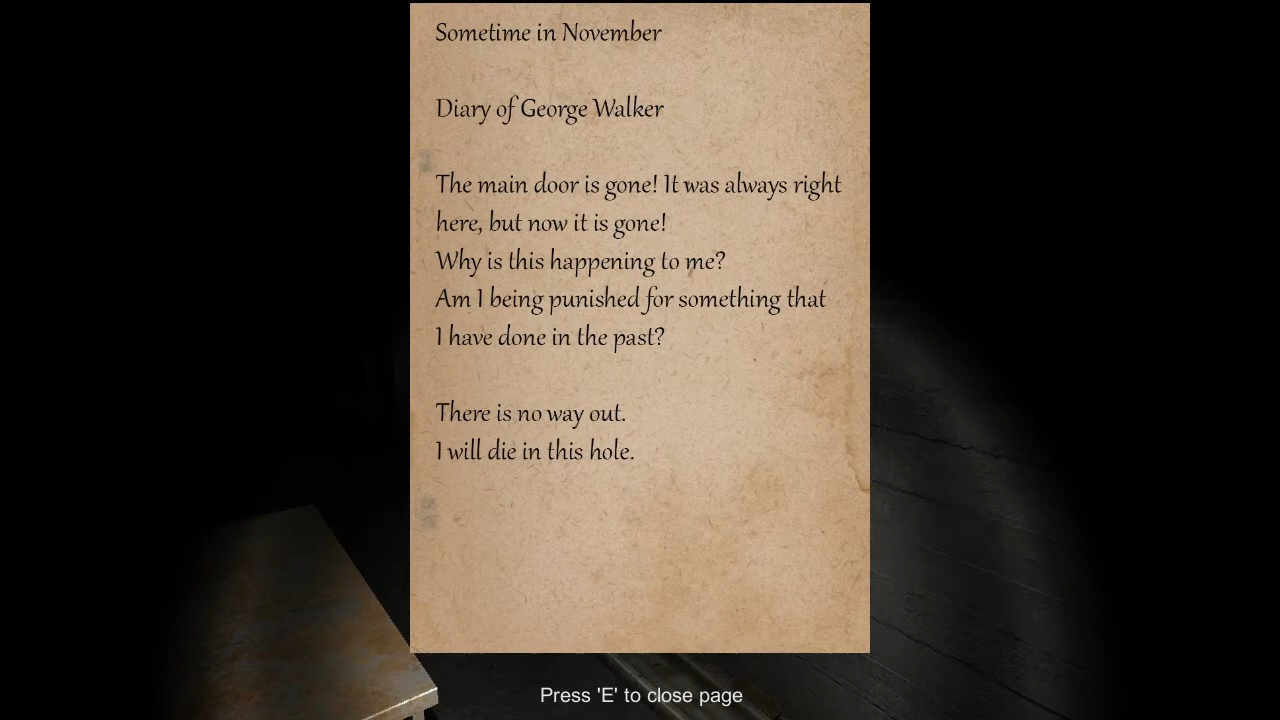 Sometime in November
Diary of George Walker
The main door is gone! It was always right
here, but now it is gone!
Why is this happening to me?
Am I being punished for something that
I have done in the past?
There is no way out.
I will die in this hole.
Press 'E' to close page